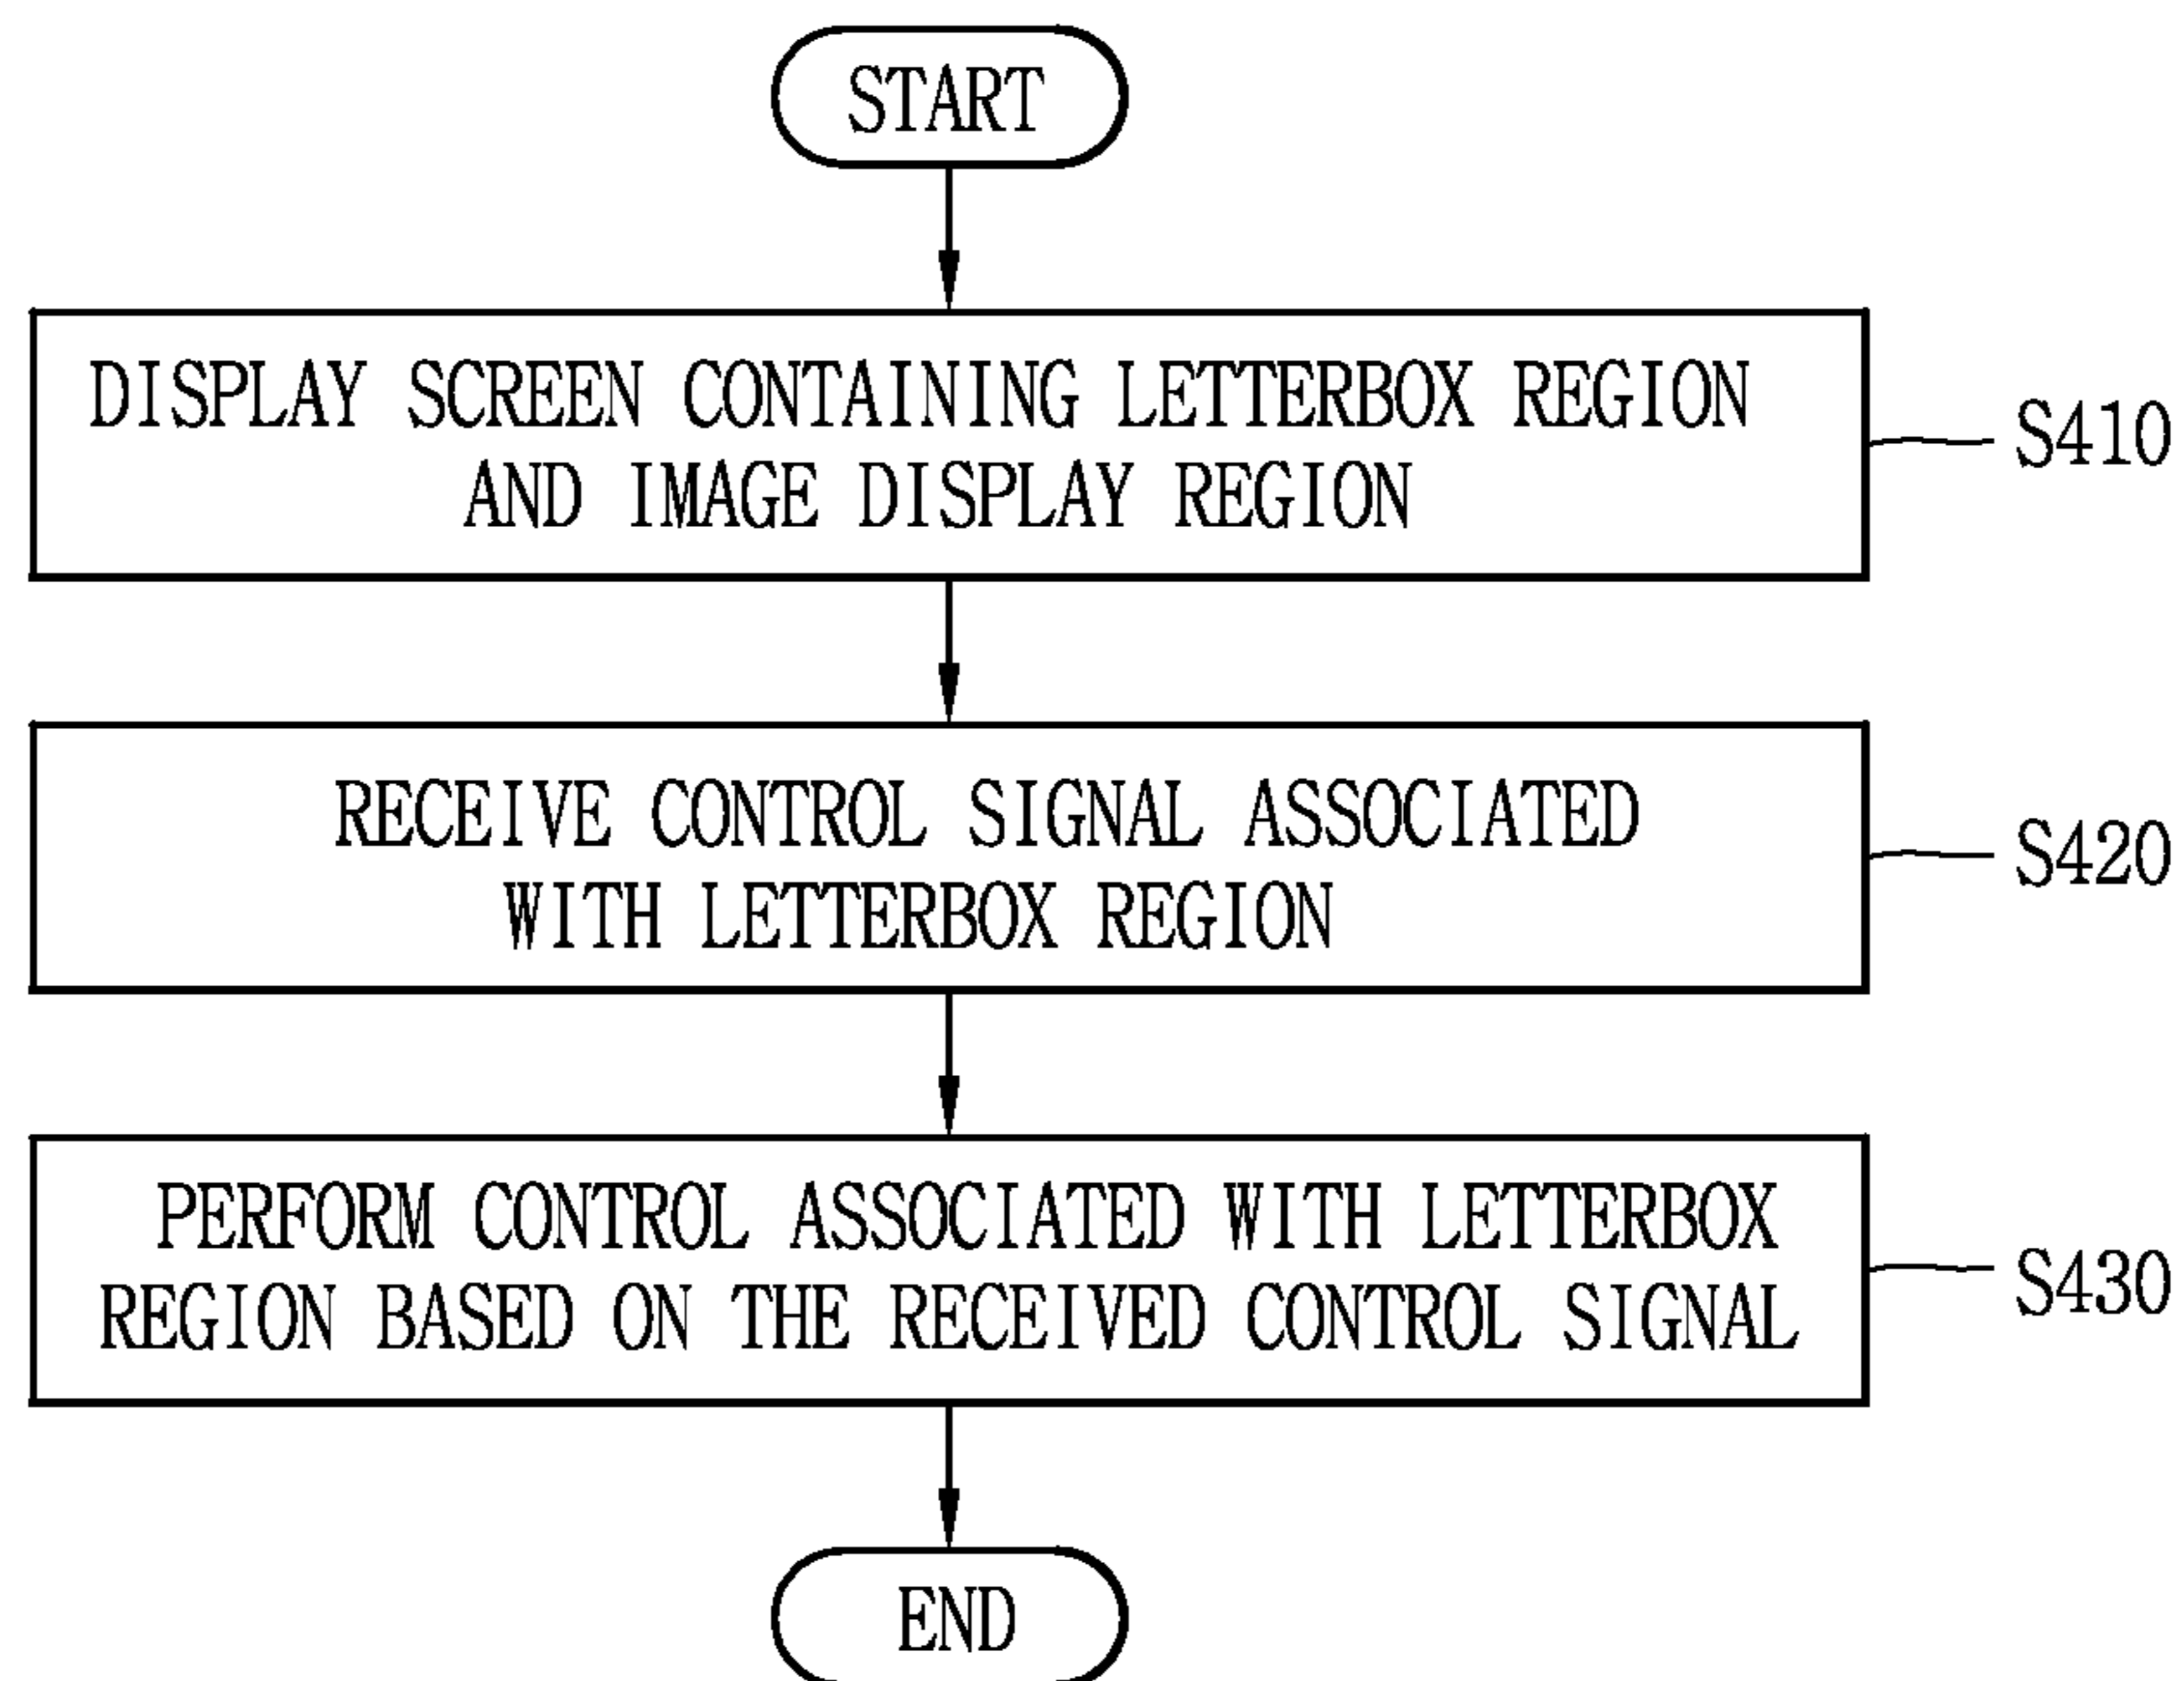 START
DISPLAY SCREEN CONTAINING LETTERBOX REGION
AND IMAGE DISPLAY REGION
S410
RECEIVE CONTROL SIGNAL ASSOCIATED
WITH LETTERBOX REGION
S420
PERFORM CONTROL ASSOCIATED WITH LETTERBOX
REGION BASED ON THE RECEIVED CONTROL SIGNAL
S430
END